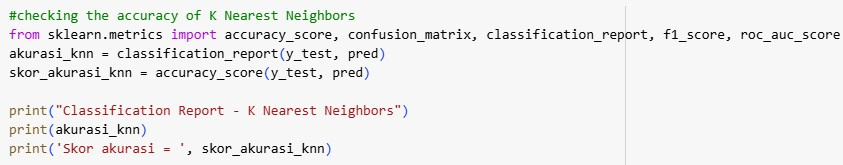 #checking the accuracy of K Nearest Neighbors
from sklearn.metrics import accuracy_score, confusion_matrix, classification_report, f1_score, roc_auc_score
akurasi_knn = classification_report(y_test, pred)
skor_akurasi_knn = accuracy_score(y_test, pred)
print("Classification Report - K Nearest Neighbors")
print(akurasi_knn)
print('Skor akurasi = ', skor_akurasi_knn)